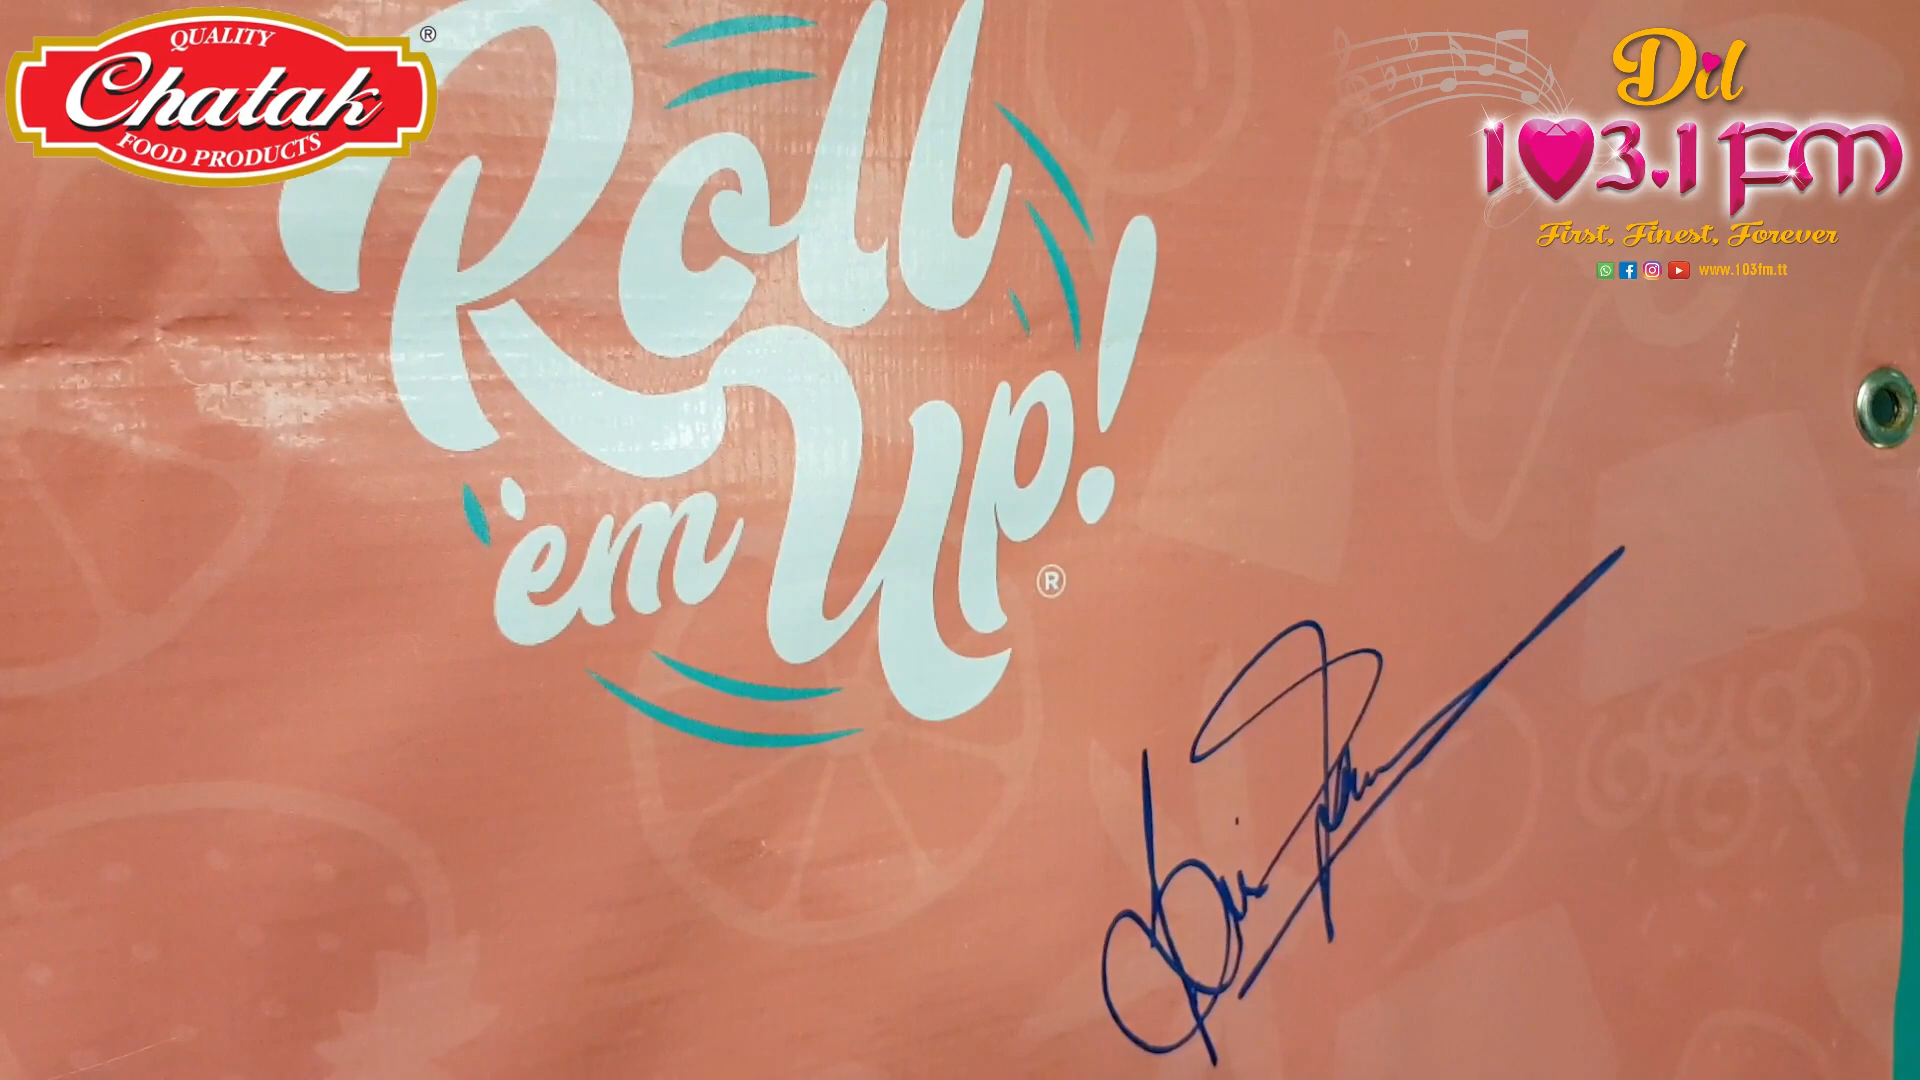 QUALITY
Chatak®
FOOD PRODUCTS
Roll
'em Up!®
Dil
103.1 FM
First, Finest, Forever
www.103fm.tt